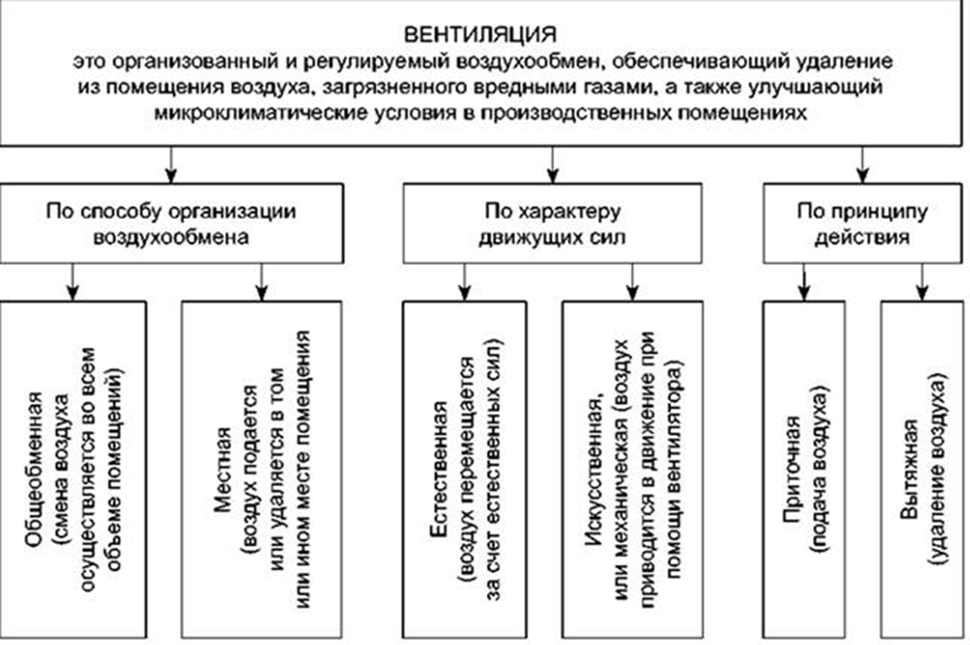 ВЕНТИЛЯЦИЯ
это организованный и регулируемый воздухообмен, обеспечивающий удаление
из помещения воздуха, загрязненного вредными газами, а также улучшающий
микроклиматические условия в производственных помещениях
По способу организации
воздухообмена
По характеру
движущих сил
По принципу
действия
Общеобменная
(смена воздуха
осуществляется во всем
объеме помещений)
Местная
(воздух подается
или удаляется в том
или ином месте помещения
Естественная
(воздух перемещается
за счет естественных сил)
Искусственная,
или механическая (воздух
приводится в движение при
помощи вентилятора)
Приточная
(подача воздуха)
Вытяжная
(удаление воздуха)